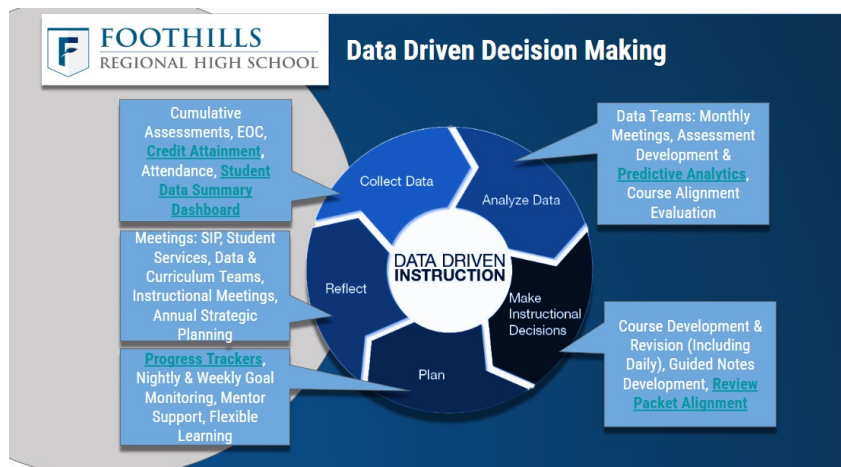 FOOTHILLS
REGIONAL HIGH SCHOOL
Data Driven Decision Making
Cumulative
Assessments, EOC,
Credit Attainment,
Attendance, Student
Data Summary
Dashboard
Data Teams: Monthly
Meetings, Assessment
Development &
Predictive Analytics,
Course Alignment
Evaluation
Collect Data
Analyze Data
DATA DRIVEN
INSTRUCTION
Make
Instructional
Decisions
Plan
Reflect
Meetings: SIP, Student
Services, Data &
Curriculum Teams,
Instructional Meetings,
Annual Strategic
Planning
Course Development &
Revision (Including
Daily), Guided Notes
Development, Review
Packet Alignment
Progress Trackers,
Nightly & Weekly Goal
Monitoring, Mentor
Support, Flexible
Learning